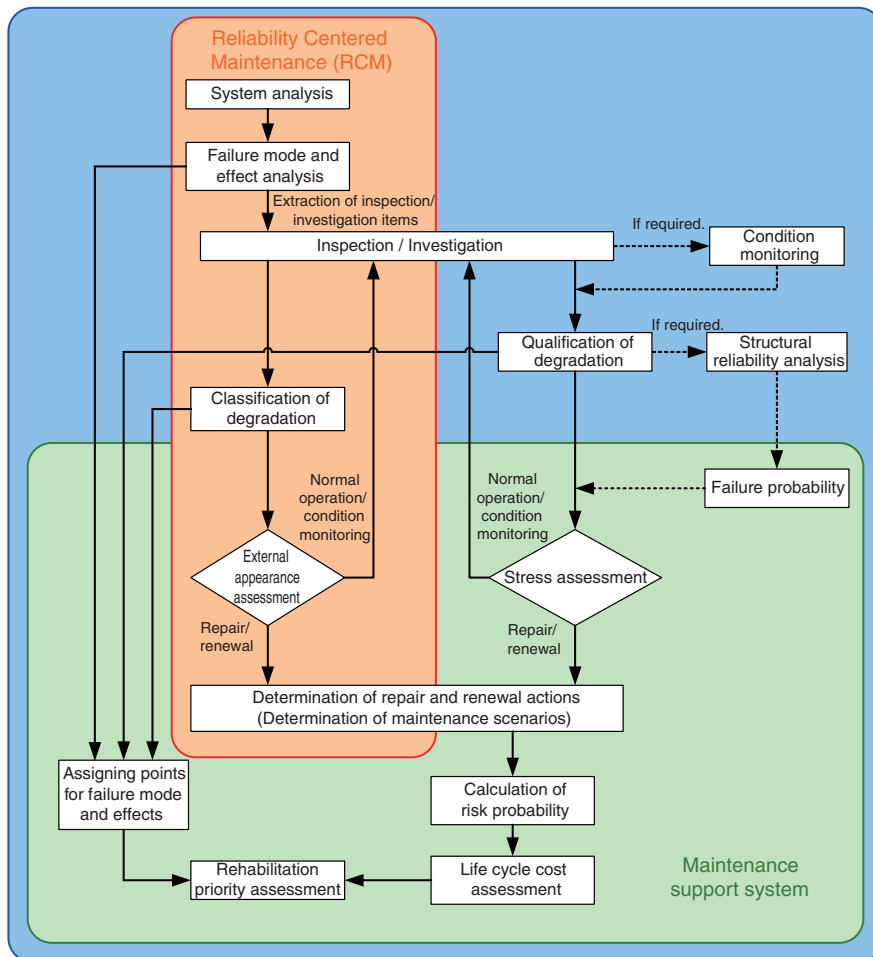 Reliability Centered
Maintenance (RCM)
System analysis
Failure mode and
effect analysis
Extraction of inspection/
investigation items
Inspection / Investigation
If required.
Condition
monitoring
Qualification of
degradation
If required.
Structural
reliability analysis
Classification of
degradation
Normal
operation/
condition
monitoring
Normal
operation/
condition
monitoring
Failure probability
External
appearance
assessment
Stress assessment
Repair/
renewal
Repair/
renewal
Determination of repair and renewal actions
(Determination of maintenance scenarios)
Assigning points
for failure mode
and effects
Calculation of
risk probability
Rehabilitation
priority assessment
Life cycle cost
assessment
Maintenance
support system